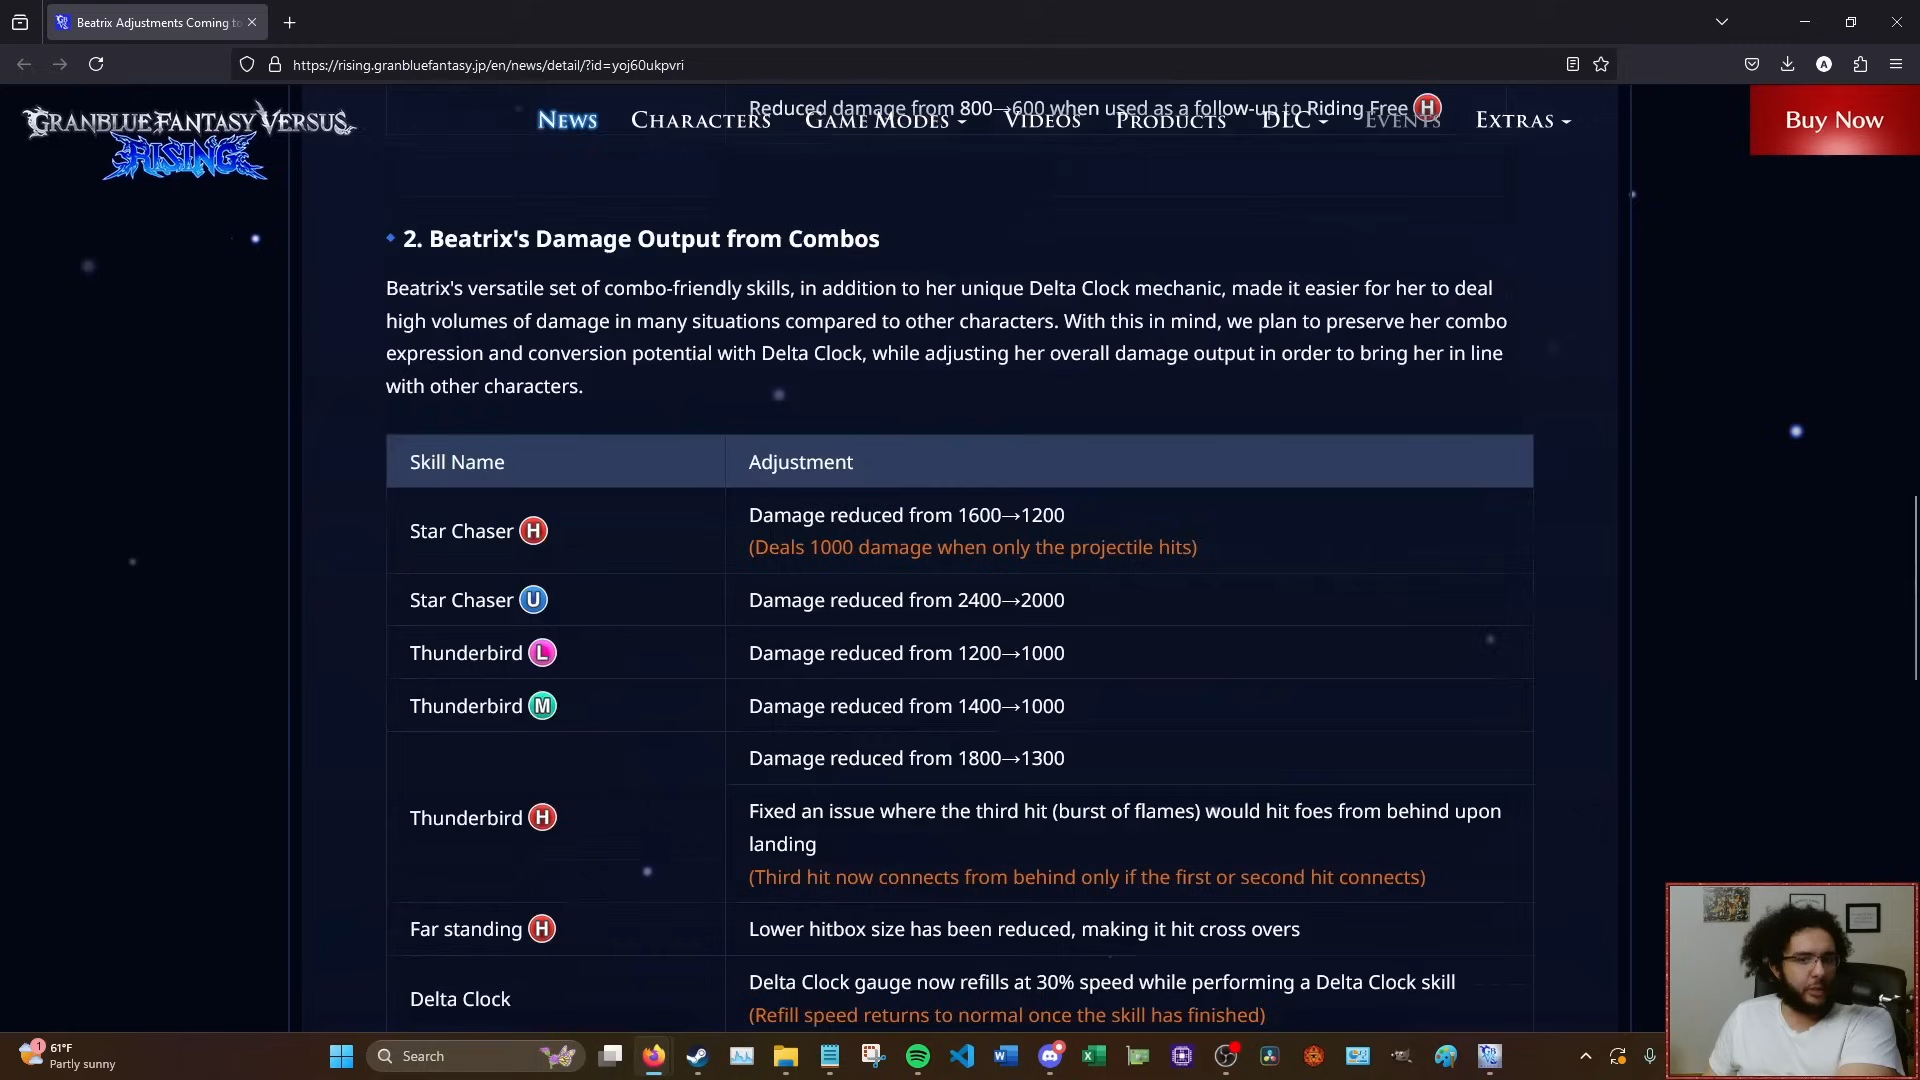 Beatrix Adjustments Coming to
https://rising.granbluefantasy.jp/en/news/detail/?id=yoj60ukpvri
Reduced damage from 800→600 when used as a follow-up to Riding Free H
GRANBLUE FANTASY VERSUS
RISING
NEWS
CHARACTERS
GAME MODES
VIDEOS
PRODUCTS
DLC
EVENTS
EXTRAS
Buy Now
2. Beatrix's Damage Output from Combos
Beatrix's versatile set of combo-friendly skills, in addition to her unique Delta Clock mechanic, made it easier for her to deal
high volumes of damage in many situations compared to other characters. With this in mind, we plan to preserve her combo
expression and conversion potential with Delta Clock, while adjusting her overall damage output in order to bring her in line
with other characters.
Skill Name
Adjustment
Star Chaser H
Damage reduced from 1600→1200
(Deals 1000 damage when only the projectile hits)
Star Chaser U
Damage reduced from 2400→2000
Thunderbird L
Damage reduced from 1200→1000
Thunderbird M
Damage reduced from 1400→1000
Thunderbird H
Damage reduced from 1800→1300
Fixed an issue where the third hit (burst of flames) would hit foes from behind upon
landing
(Third hit now connects from behind only if the first or second hit connects)
Far standing H
Lower hitbox size has been reduced, making it hit cross overs
Delta Clock
Delta Clock gauge now refills at 30% speed while performing a Delta Clock skill
(Refill speed returns to normal once the skill has finished)
1
61°F
Partly sunny
Search